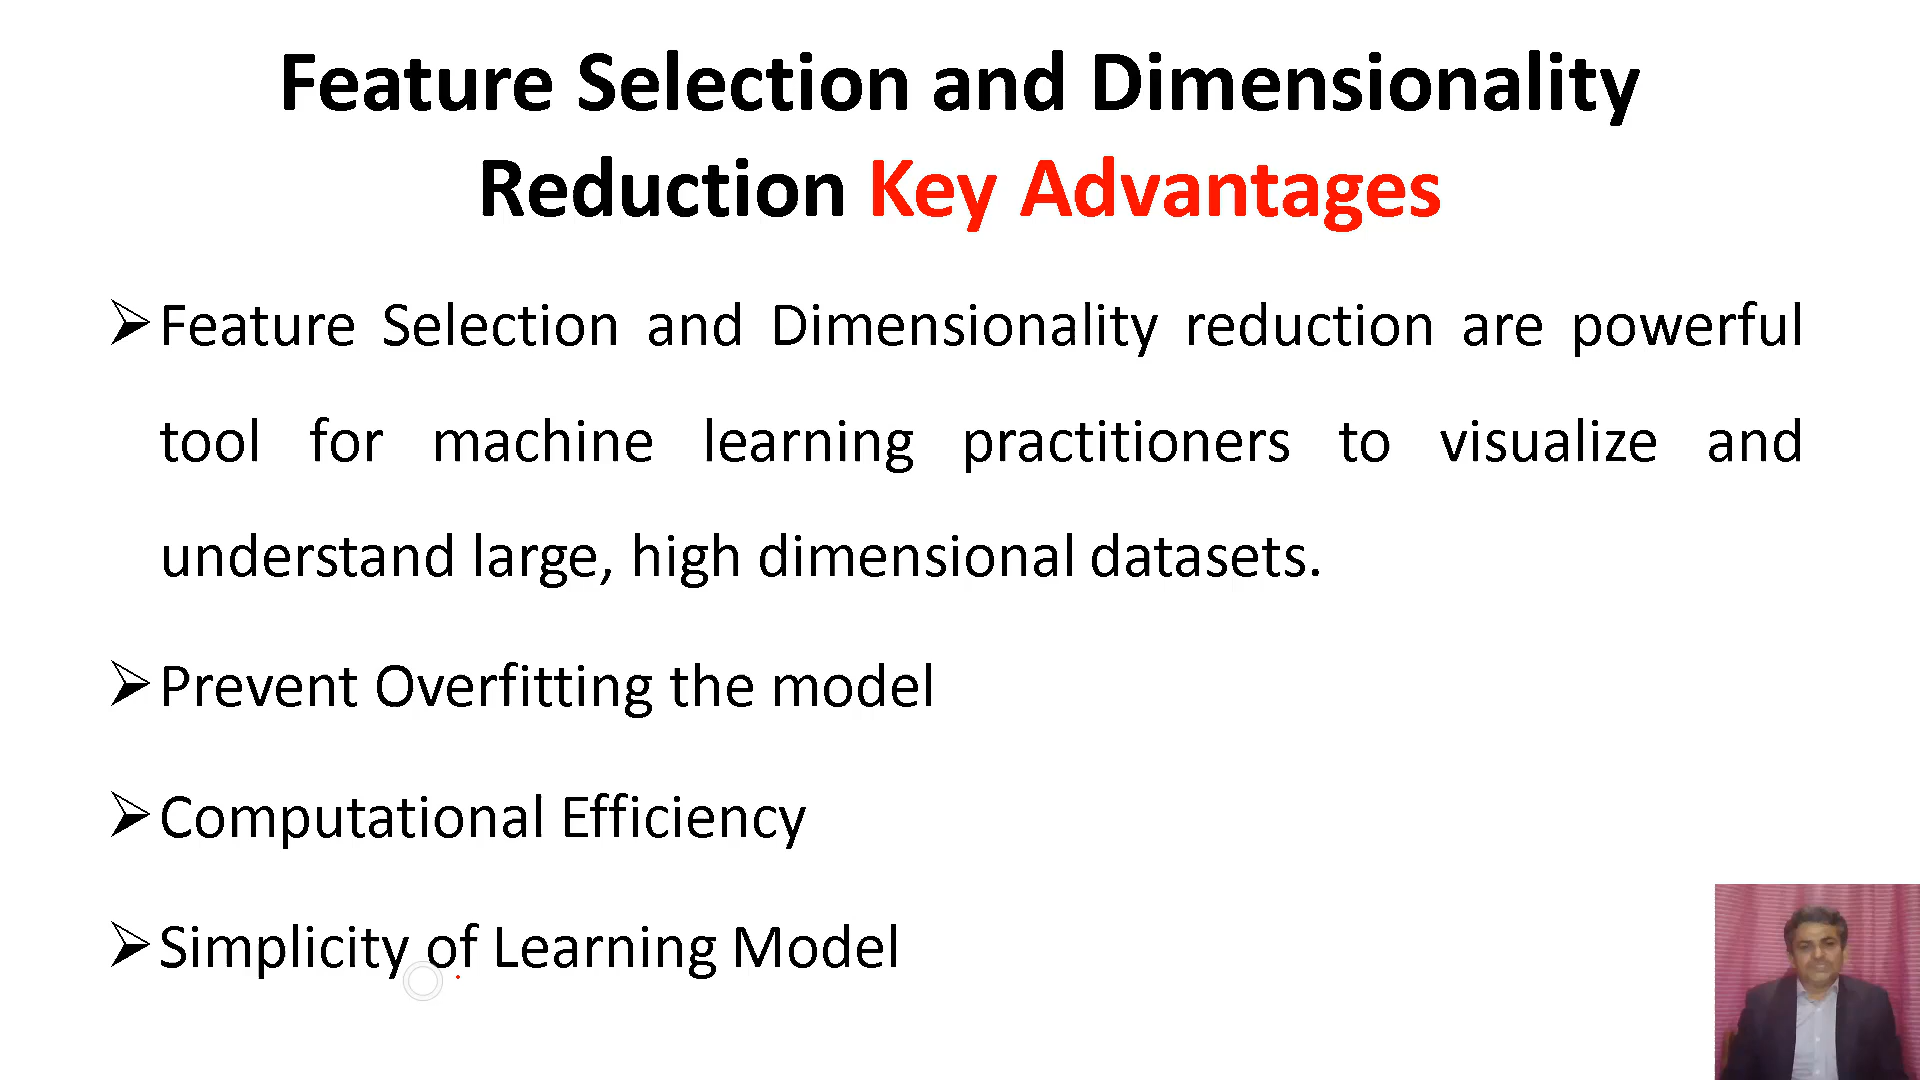 Feature Selection and Dimensionality
Reduction Key Advantages
Feature Selection and Dimensionality reduction are powerful
tool for machine learning practitioners to visualize and
understand large, high dimensional datasets.
Prevent Overfitting the model
Computational Efficiency
Simplicity of Learning Model